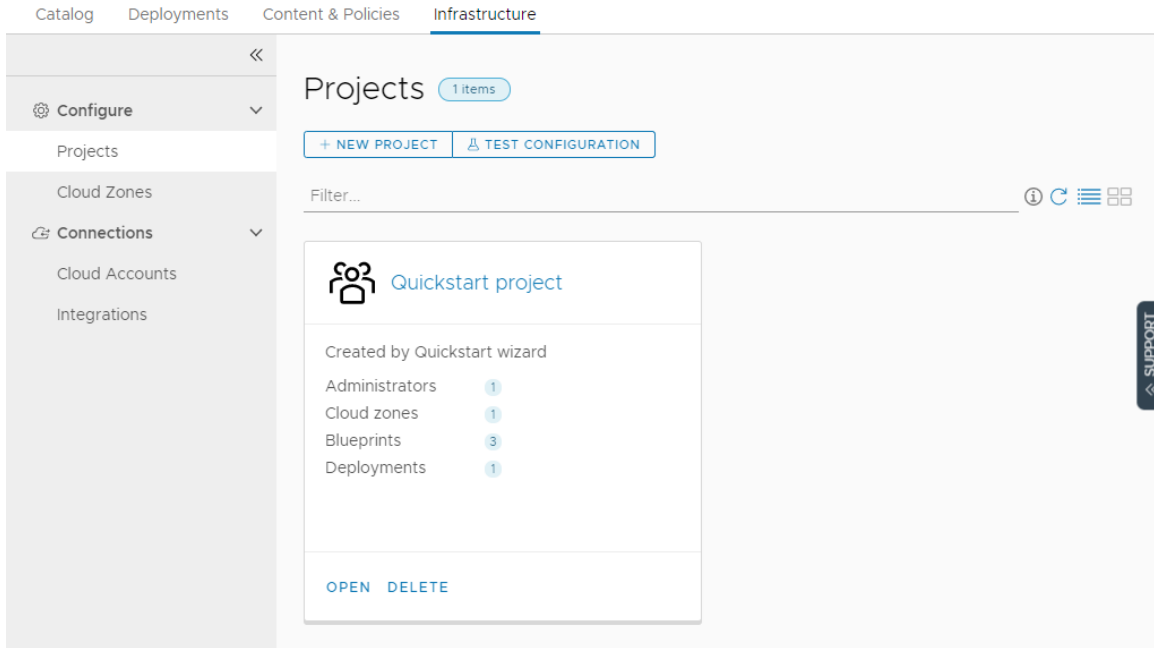 Catalog Deployments Content & Policies Infrastructure
Configure
Projects
Cloud Zones
Connections
Cloud Accounts
Integrations
Projects 1 items
+ NEW PROJECT TEST CONFIGURATION
Filter...
Quickstart project
Created by Quickstart wizard
Administrators 1
Cloud zones 1
Blueprints 3
Deployments 1
OPEN DELETE
SUPPORT